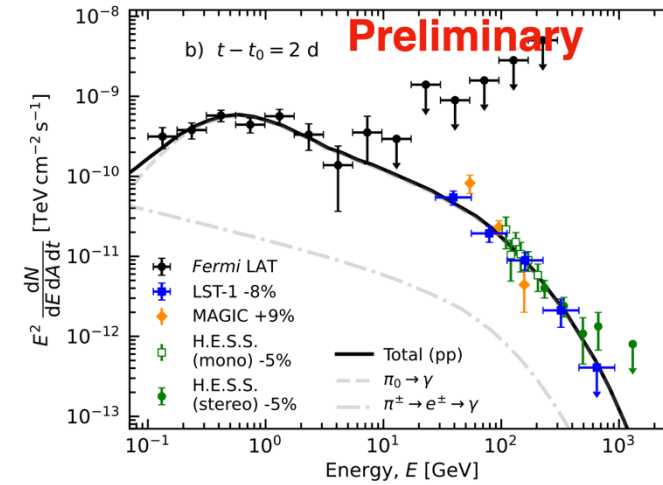 10⁻⁸
b) t − t₀ = 2 d
Preliminary
10⁻⁹
10⁻¹⁰
10⁻¹¹
10⁻¹²
10⁻¹³
E² dN/dE dA dt [TeV cm⁻² s⁻¹]
Fermi LAT
LST-1 -8%
MAGIC +9%
H.E.S.S.
(mono) -5%
H.E.S.S.
(stereo) -5%
Total (pp)
π₀ → γ
π± → e± → γ
10⁻¹ 10⁰ 10¹ 10² 10³
Energy, E [GeV]